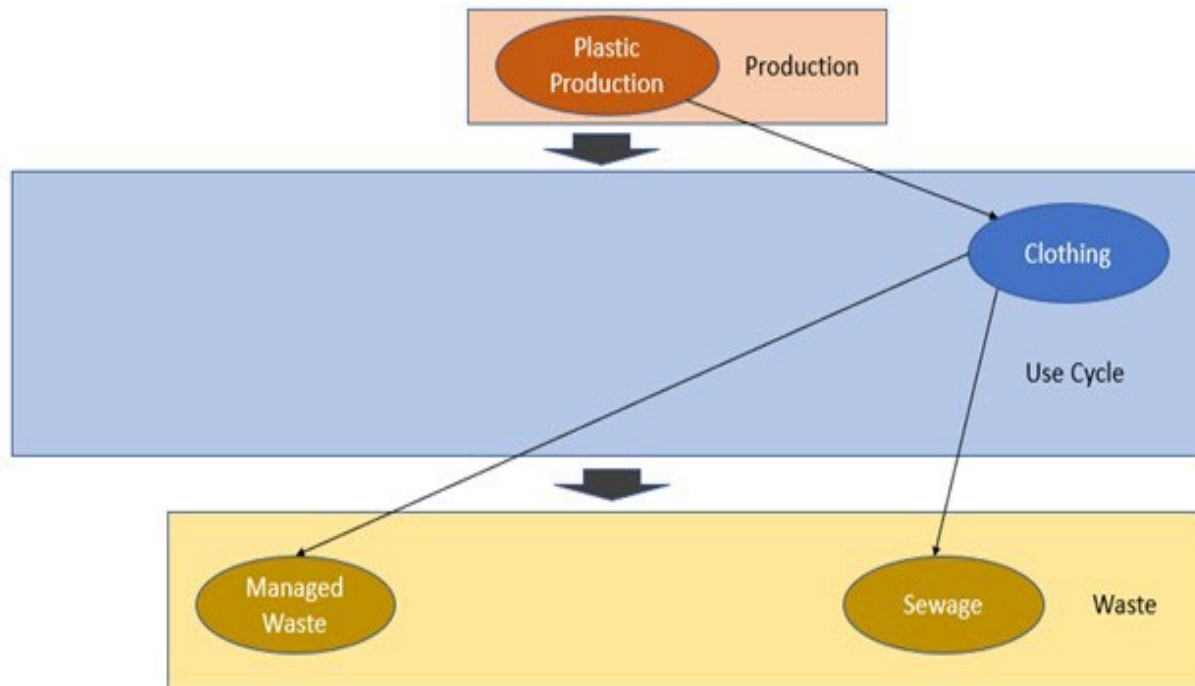 Plastic
Production
Production
Clothing
Use Cycle
Managed
Waste
Sewage
Waste